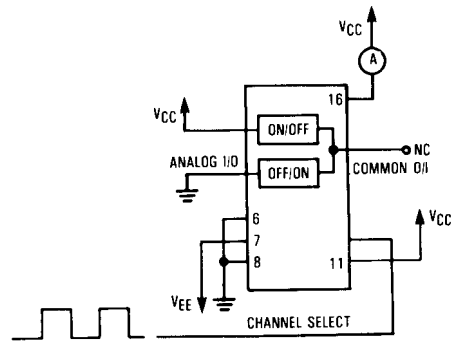 VCC
A
16
VCC
ON/OFF
NC
ANALOG I/O
OFF/ON
COMMON O/I
6
VCC
7
11
8
VEE
CHANNEL SELECT